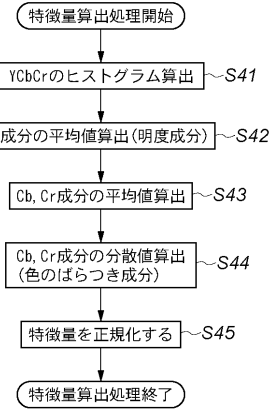 特徴量算出処理開始
YCbCrのヒストグラム算出
S41
成分の平均値算出(明度成分)
S42
Cb,Cr成分の平均値算出
S43
Cb,Cr成分の分散値算出
(色のばらつき成分)
S44
特徴量を正規化する
S45
特徴量算出処理終了